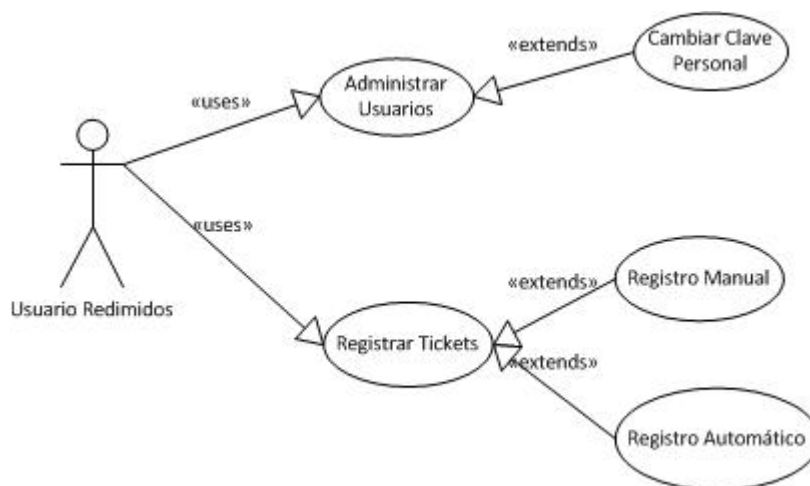 «extends»
Cambiar Clave
Personal
Administrar
Usuarios
«uses»
«uses»
Usuario Redimidos
«extends»
Registro Manual
Registrar Tickets
«extends»
Registro Automático